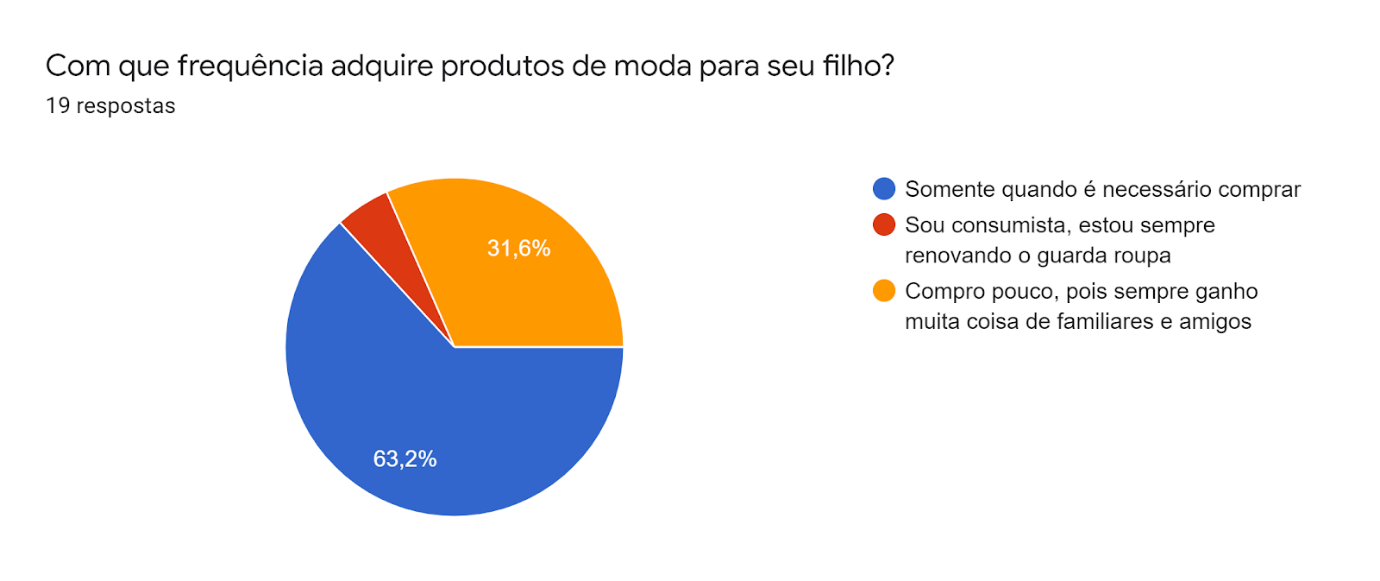 Com que frequência adquire produtos de moda para seu filho?
19 respostas
31,6%
63,2%
Somente quando é necessário comprar
Sou consumista, estou sempre
renovando o guarda roupa
Compro pouco, pois sempre ganho
muita coisa de familiares e amigos